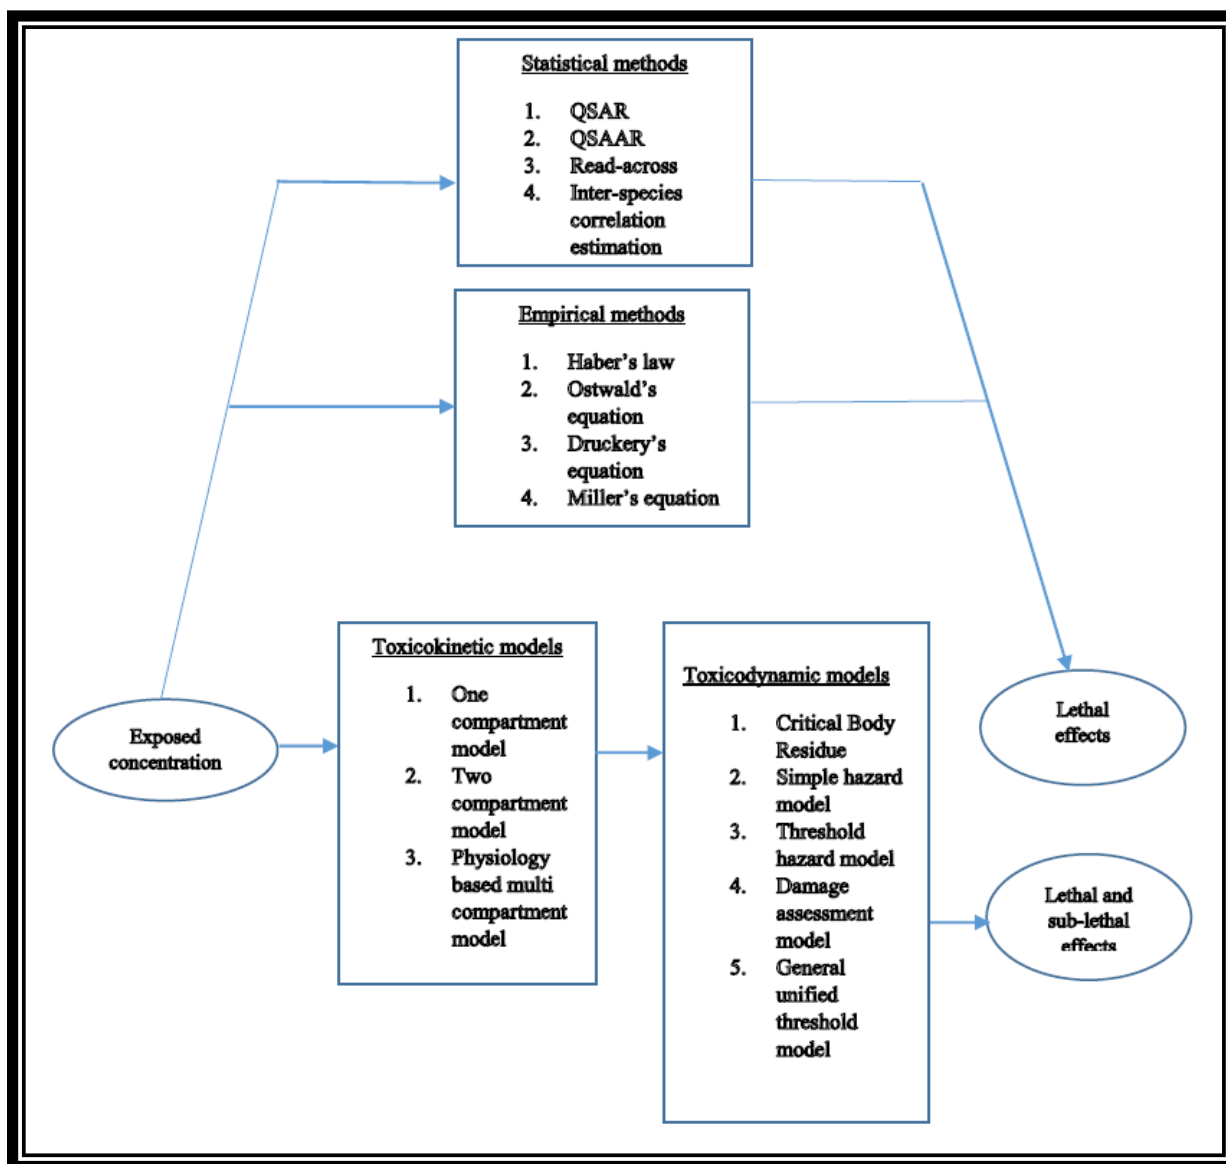 Statistical methods
1. QSAR
2. QSAAR
3. Read-across
4. Inter-species
correlation
estimation
Empirical methods
1. Haber's law
2. Ostwald's
equation
3. Druckery's
equation
4. Miller's equation
Exposed
concentration
Toxicokinetic models
1. One
compartment
model
2. Two
compartment
model
3. Physiology
based multi
compartment
model
Toxicodynamic models
1. Critical Body
Residue
2. Simple hazard
model
3. Threshold
hazard model
4. Damage
assessment
model
5. General
unified
threshold
model
Lethal
effects
Lethal and
sub-lethal
effects